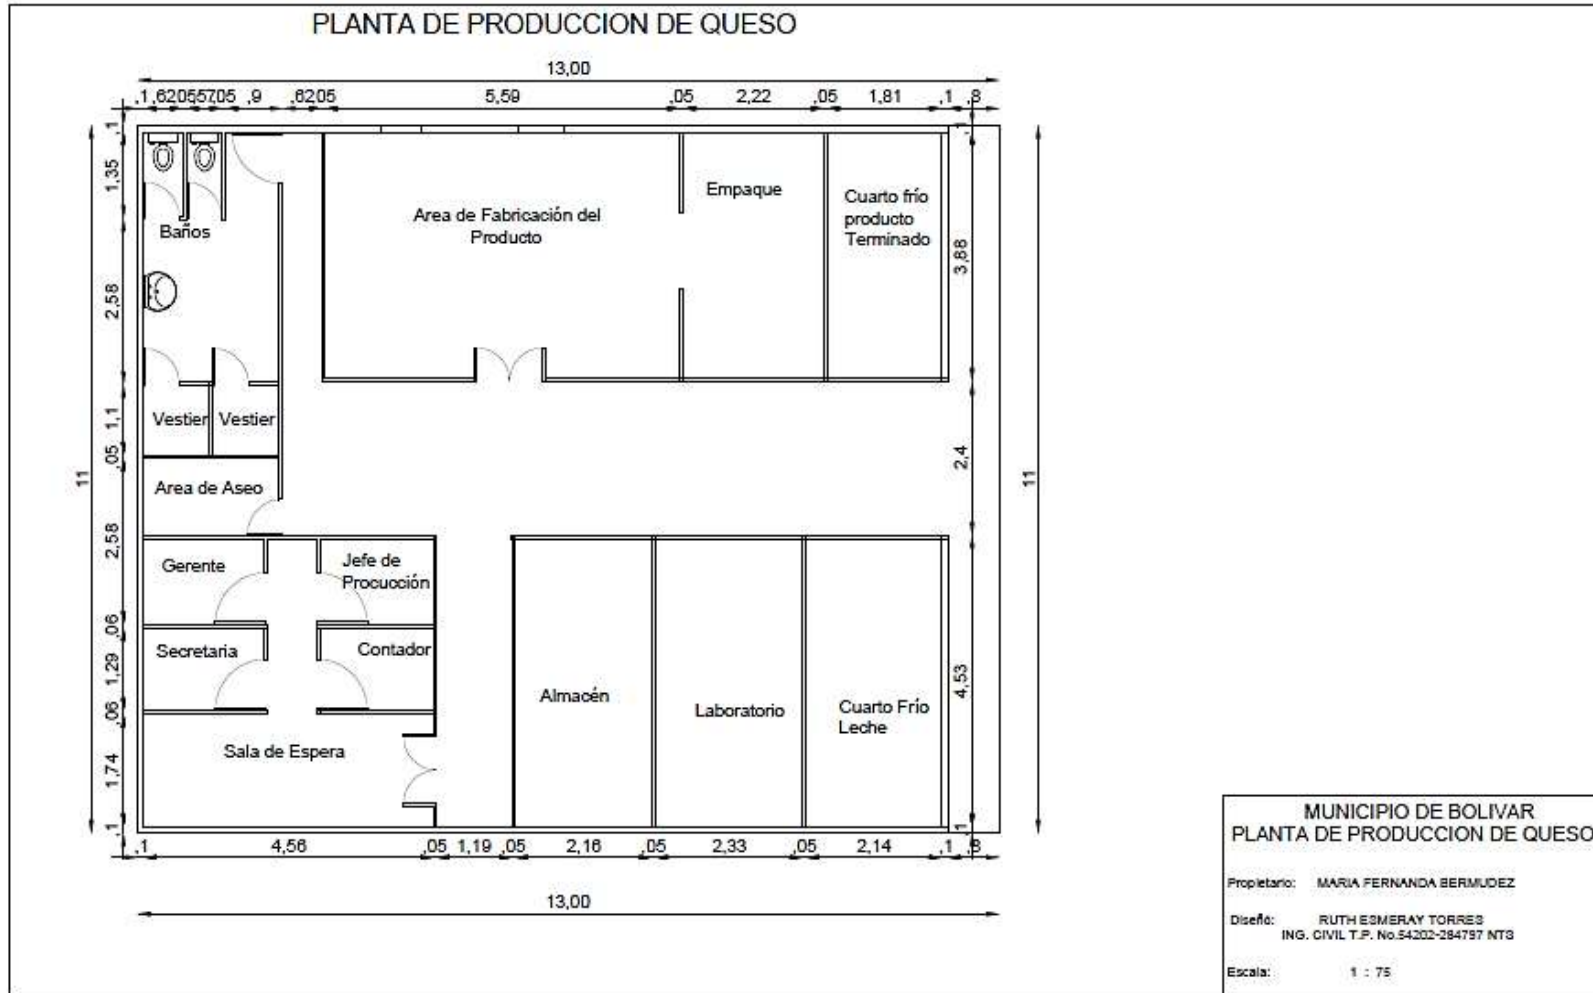 PLANTA DE PRODUCCION DE QUESO
13,00
,1 ,62 ,05 ,57 ,05 ,9 ,62 ,05 5,59 ,05 2,22 ,05 1,81 ,1 ,8
,1
1,35
2,58
1,1
,05
2,58
,06
1,29
,06
1,74
,1
11
Baños
Area de Fabricación del
Producto
Empaque
Cuarto frío
producto
Terminado
Vestier Vestier
Area de Aseo
Gerente
Jefe de
Procucción
Secretaria
Contador
Sala de Espera
Almacén
Laboratorio
Cuarto Frío
Leche
,1
3,88
2,4
4,53
,1
11
,1 4,56 ,05 1,19 ,05 2,16 ,05 2,33 ,05 2,14 ,1 ,8
13,00
MUNICIPIO DE BOLIVAR
PLANTA DE PRODUCCION DE QUESO
Propietario: MARIA FERNANDA BERMUDEZ
Diseño: RUTH ESMERAY TORRES
ING. CIVIL T.P. No.54202-284797 NTS
Escala: 1 : 75